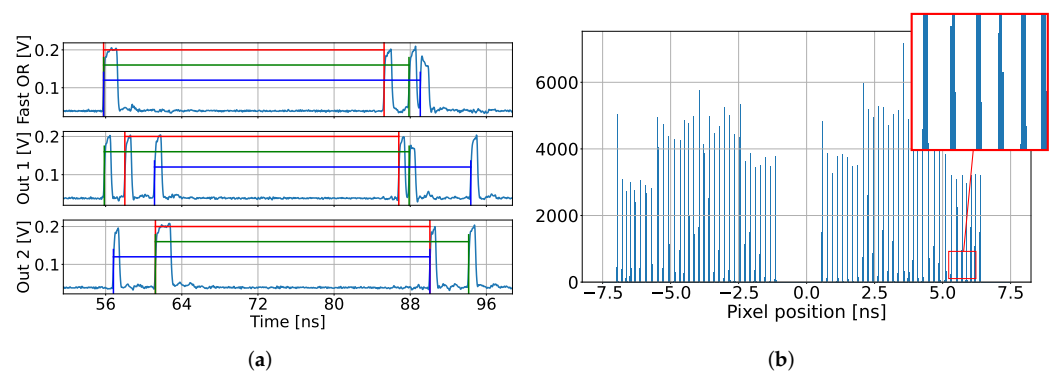 Fast OR [V]
0.2
0.1
Out 1 [V]
0.2
0.1
Out 2 [V]
0.2
0.1
56 64 72 80 88 96
Time [ns]
(a)
6000
4000
2000
0
−7.5 −5.0 −2.5 0.0 2.5 5.0 7.5
Pixel position [ns]
(b)